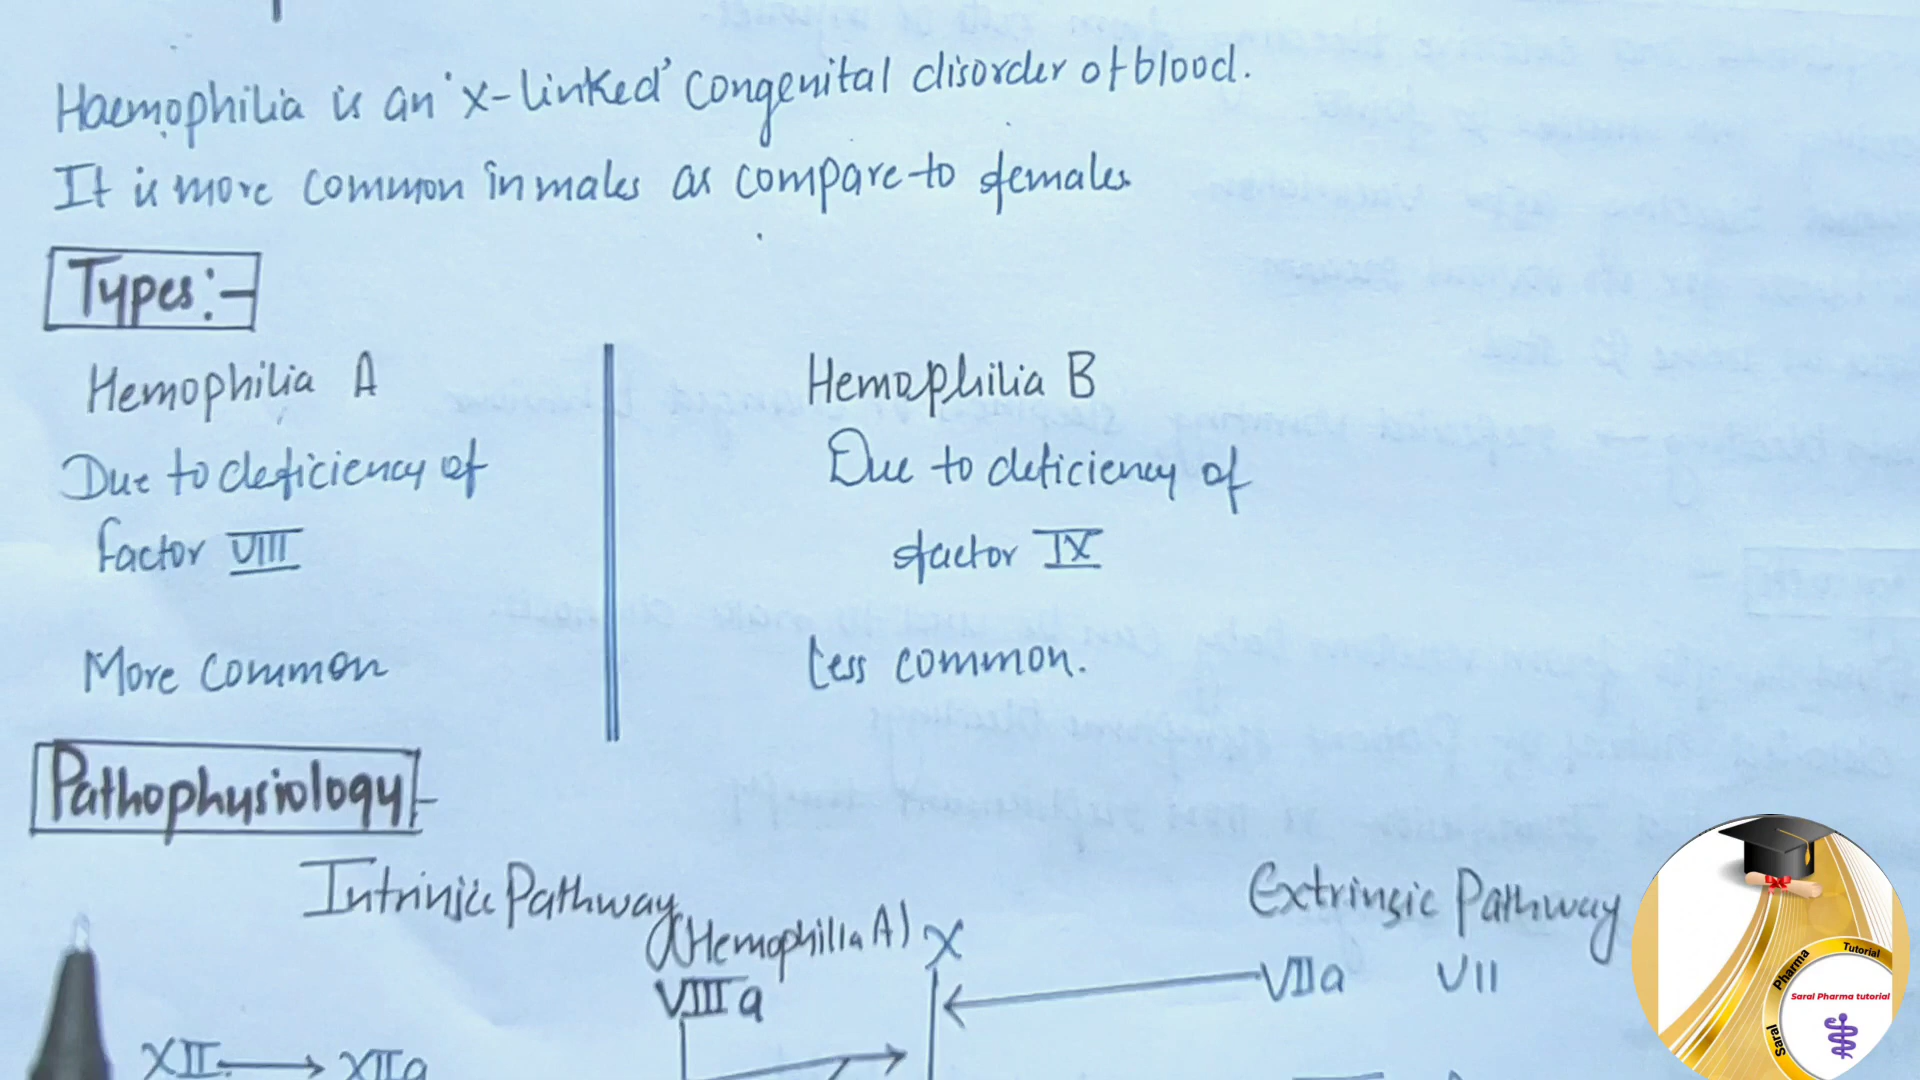 Haemophilia is an 'x-linked' congenital disorder of blood.
It is more common in males as compare to females
Types:-
Hemophilia A
Due to deficiency of
factor VIII
More common
Hemophilia B
Due to deficiency of
factor IX
Less common.
Pathophysiology:-
Intrinsic Pathway
(Hemophilia A)
X
Extrinsic Pathway
VIIIa
VIIa
VII
XII → XIIa
Saral Pharma Tutorial
Saral Pharma tutorial